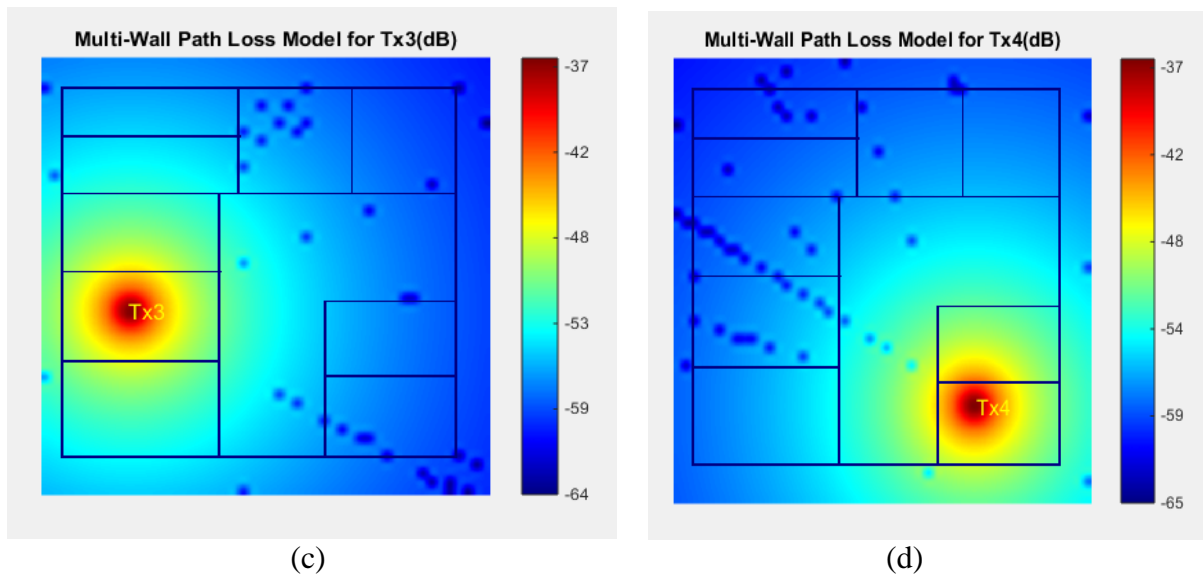 Multi-Wall Path Loss Model for Tx3(dB)
-37
-42
-48
-53
-59
-64
Tx3
(c)
Multi-Wall Path Loss Model for Tx4(dB)
-37
-42
-48
-54
-59
-65
Tx4
(d)